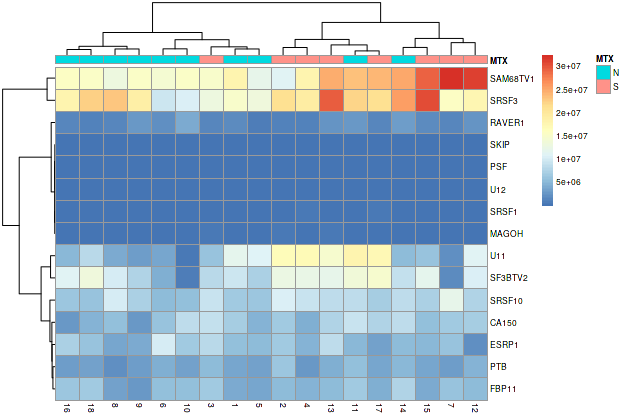 MTX
SAM68TV1
SRSF3
RAVER1
SKIP
PSF
U12
SRSF1
MAGOH
U11
SF3BTV2
SRSF10
CA150
ESRP1
PTB
FBP11
16 18 8 9 6 10 3 1 5 2 4 13 11 17 14 15 7 12
3e+07
2.5e+07
2e+07
1.5e+07
1e+07
5e+06
MTX
N
S